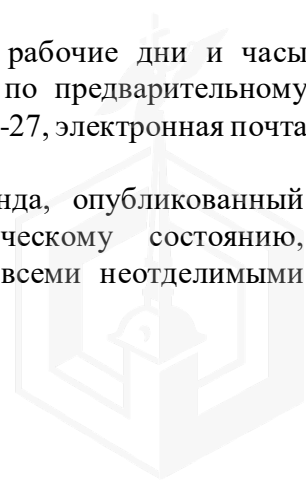 рабочие дни и часы
по предварительному
-27, электронная почта
нда, опубликованный
ческому состоянию,
всеми неотделимыми